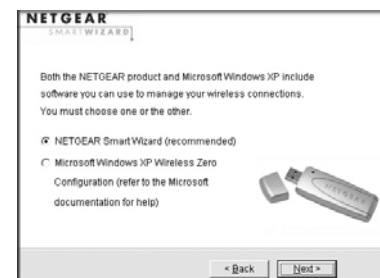 NETGEAR
SMARTWIZARD
Both the NETGEAR product and Microsoft Windows XP include
software you can use to manage your wireless connections.
You must choose one or the other.
NETGEAR Smart Wizard (recommended)
Microsoft Windows XP Wireless Zero
Configuration (refer to the Microsoft
documentation for help)
NETGEAR
< Back
Next >